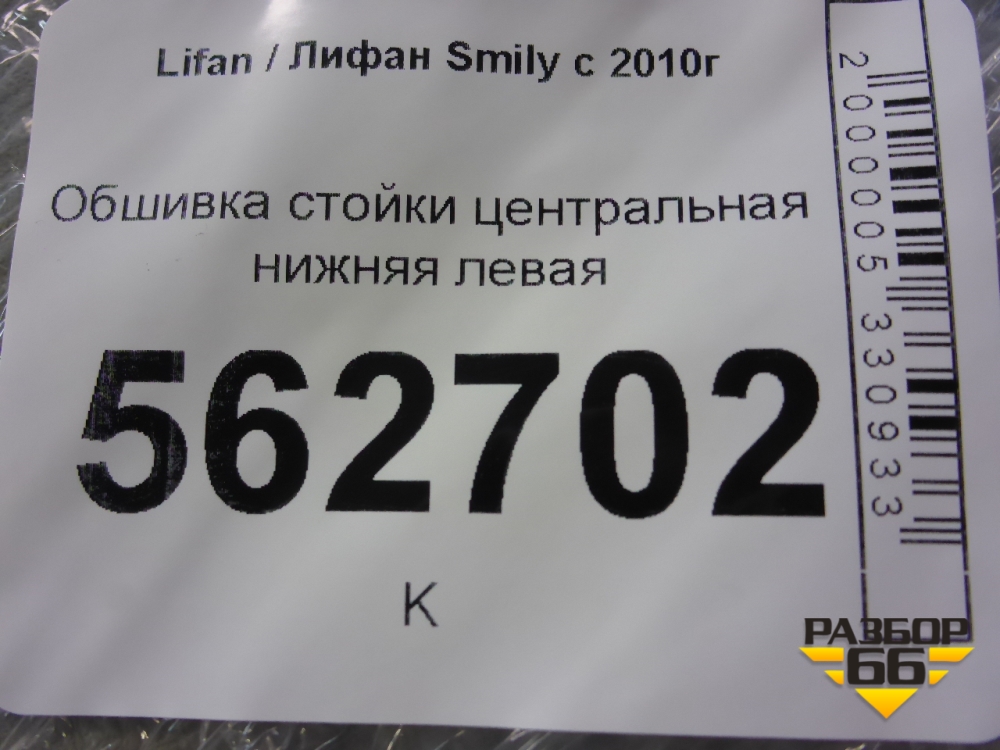 Lifan / Лифан Smily с 2010г
Обшивка стойки центральная
нижняя левая
562702
К
2000005330933
РАЗБОР
66